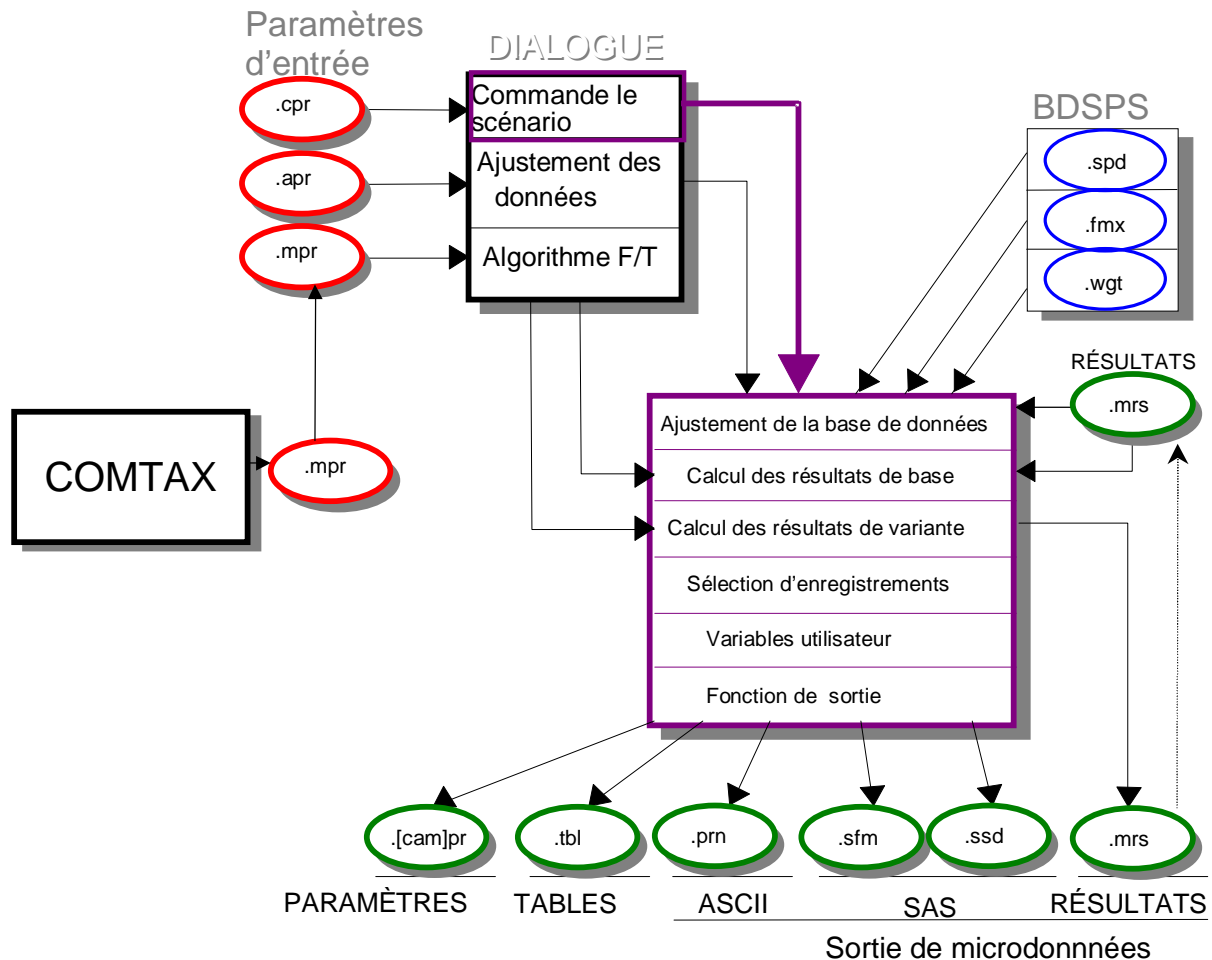 Paramètres
d'entrée
DIALOGUE
.cpr
Commande le
scénario
BDSPS
.apr
Ajustement des
données
.spd
.mpr
Algorithme F/T
.fmx
.wgt
RÉSULTATS
.mrs
COMTAX
.mpr
Ajustement de la base de données
Calcul des résultats de base
Calcul des résultats de variante
Sélection d'enregistrements
Variables utilisateur
Fonction de sortie
.[cam]pr
.tbl
.prn
.sfm
.ssd
.mrs
PARAMÈTRES
TABLES
ASCII
SAS
RÉSULTATS
Sortie de microdonnnées